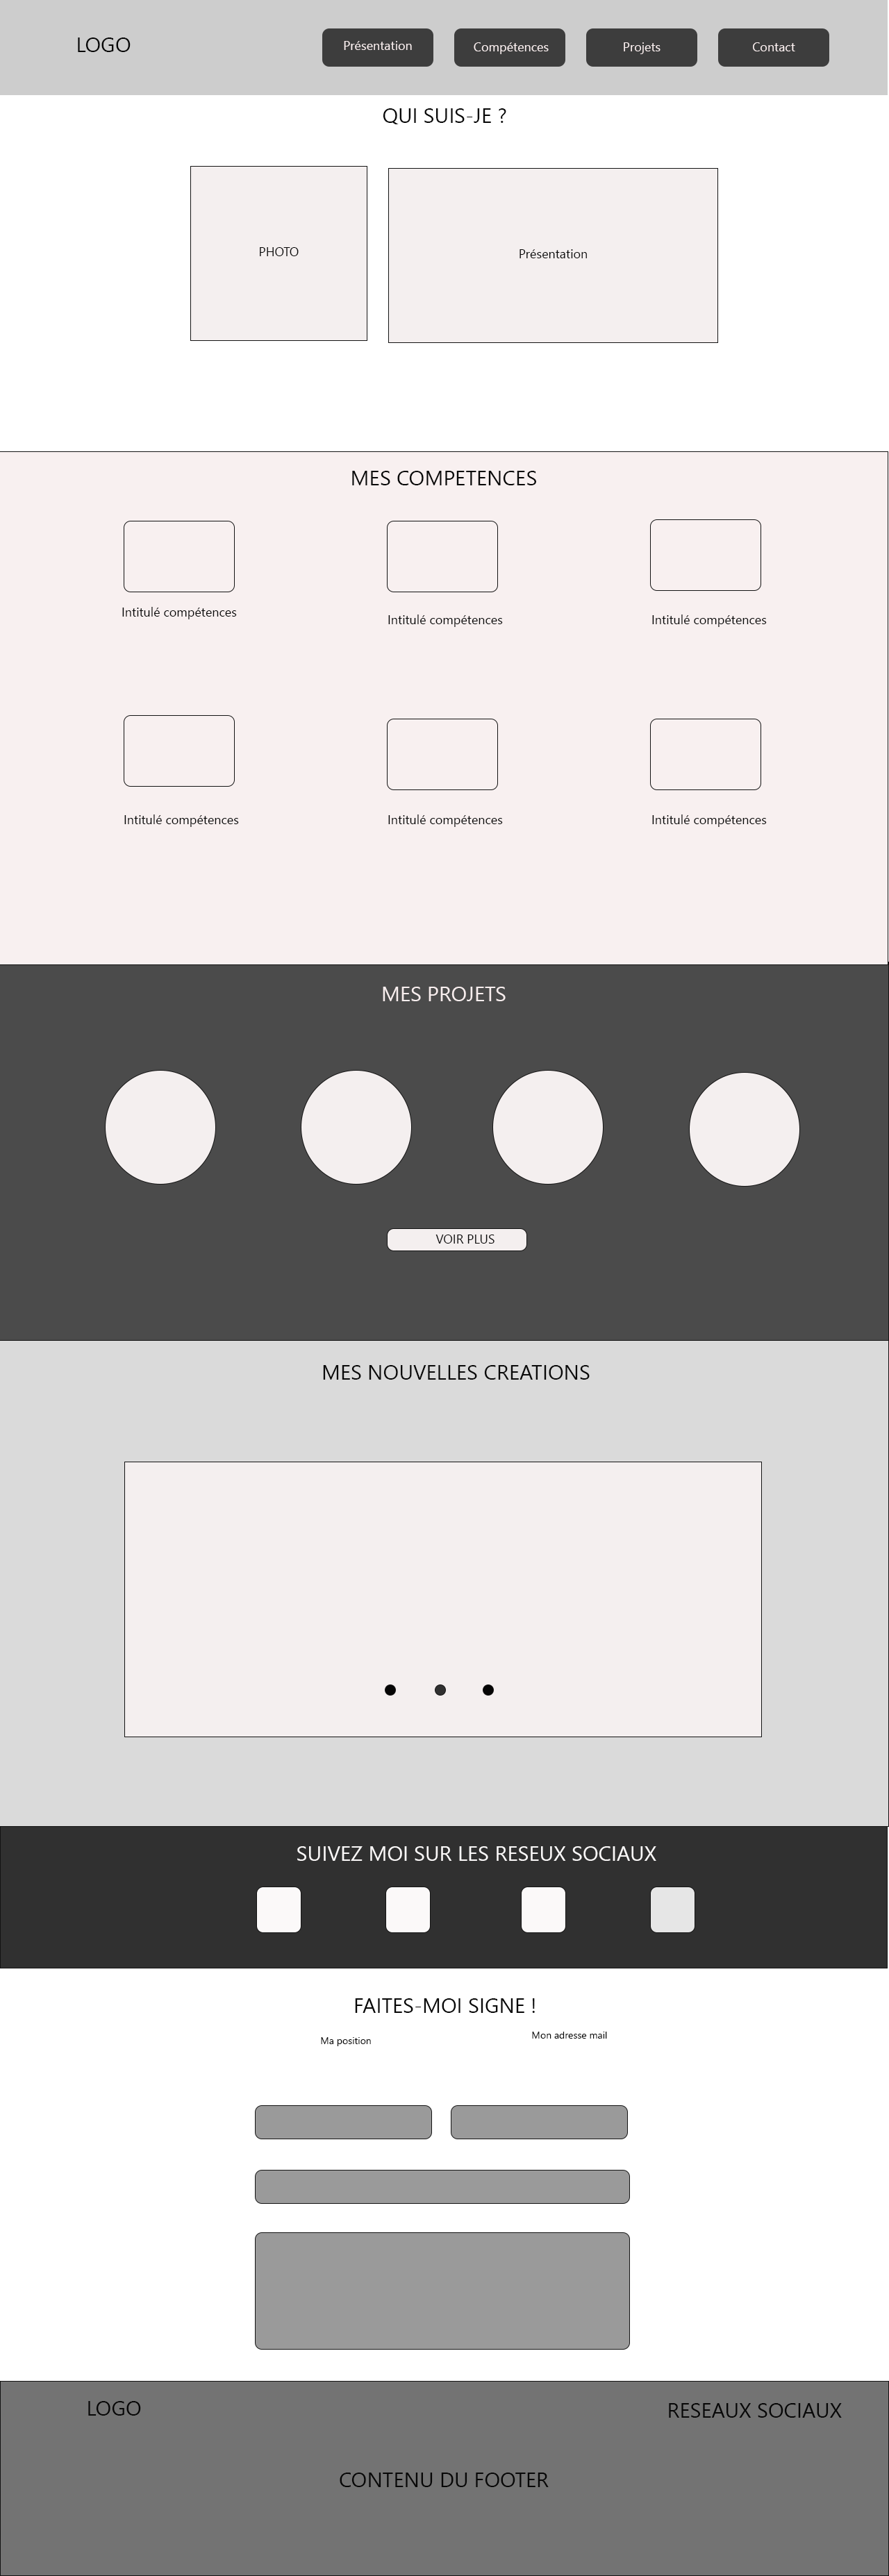 LOGO
Présentation
Compétences
Projets
Contact
QUI SUIS-JE ?
PHOTO
Présentation
MES COMPETENCES
Intitulé compétences
Intitulé compétences
Intitulé compétences
Intitulé compétences
Intitulé compétences
Intitulé compétences
MES PROJETS
VOIR PLUS
MES NOUVELLES CREATIONS
SUIVEZ MOI SUR LES RESEUX SOCIAUX
FAITES-MOI SIGNE !
Ma position
Mon adresse mail
LOGO
RESEAUX SOCIAUX
CONTENU DU FOOTER